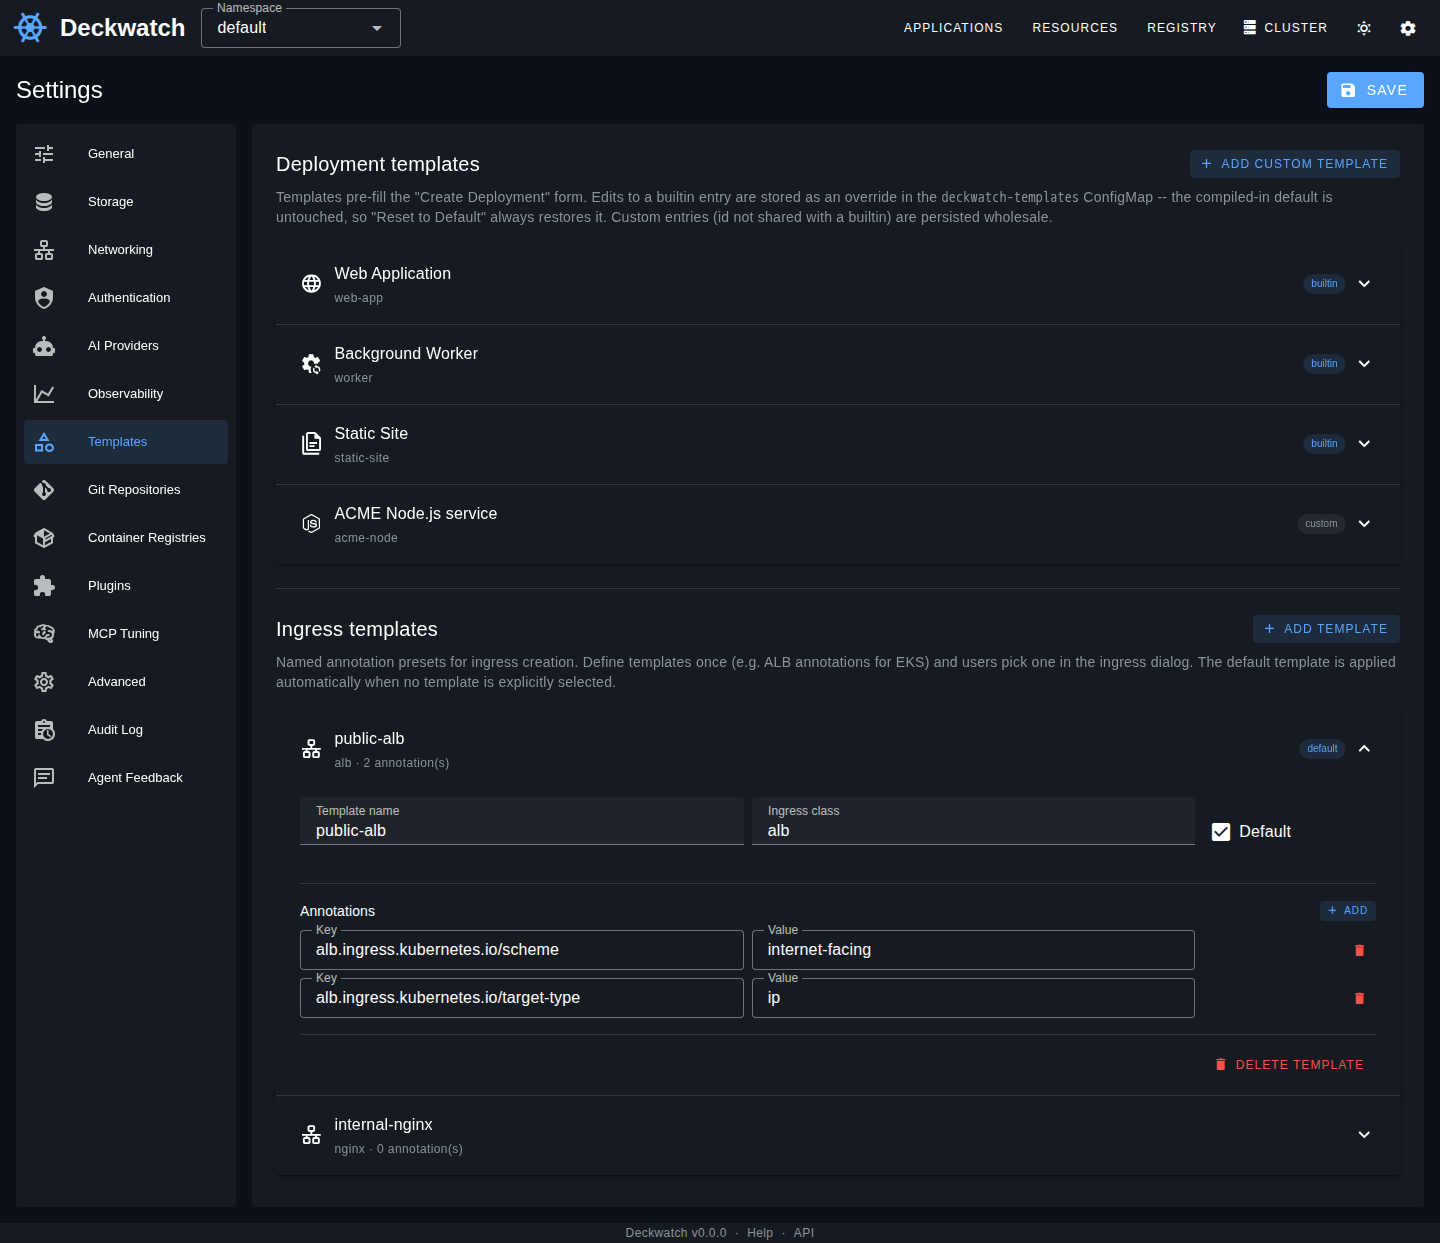 Deckwatch
Namespace
default
APPLICATIONS
RESOURCES
REGISTRY
CLUSTER
Settings
SAVE
General
Storage
Networking
Authentication
AI Providers
Observability
Templates
Git Repositories
Container Registries
Plugins
MCP Tuning
Advanced
Audit Log
Agent Feedback
Deployment templates
ADD CUSTOM TEMPLATE
Templates pre-fill the "Create Deployment" form. Edits to a builtin entry are stored as an override in the deckwatch-templates ConfigMap -- the compiled-in default is
untouched, so "Reset to Default" always restores it. Custom entries (id not shared with a builtin) are persisted wholesale.
Web Application
web-app
builtin
Background Worker
worker
builtin
Static Site
static-site
builtin
ACME Node.js service
acme-node
custom
Ingress templates
ADD TEMPLATE
Named annotation presets for ingress creation. Define templates once (e.g. ALB annotations for EKS) and users pick one in the ingress dialog. The default template is applied
automatically when no template is explicitly selected.
public-alb
alb · 2 annotation(s)
default
Template name
public-alb
Ingress class
alb
Default
Annotations
ADD
Key
alb.ingress.kubernetes.io/scheme
Value
internet-facing
Key
alb.ingress.kubernetes.io/target-type
Value
ip
DELETE TEMPLATE
internal-nginx
nginx · 0 annotation(s)
Deckwatch v0.0.0 · Help · API